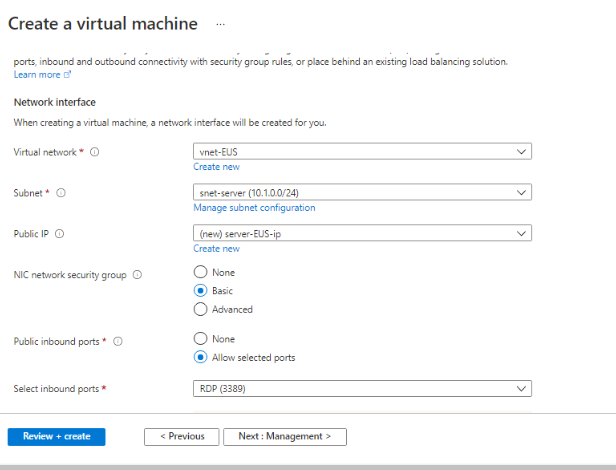 Create a virtual machine ...
ports, inbound and outbound connectivity with security group rules, or place behind an existing load balancing solution.
Learn more
Network interface
When creating a virtual machine, a network interface will be created for you.
Virtual network * vnet-EUS
Create new
Subnet * snet-server (10.1.0.0/24)
Manage subnet configuration
Public IP (new) server-EUS-ip
Create new
NIC network security group None
Basic
Advanced
Public inbound ports * None
Allow selected ports
Select inbound ports * RDP (3389)
Review + create < Previous Next : Management >